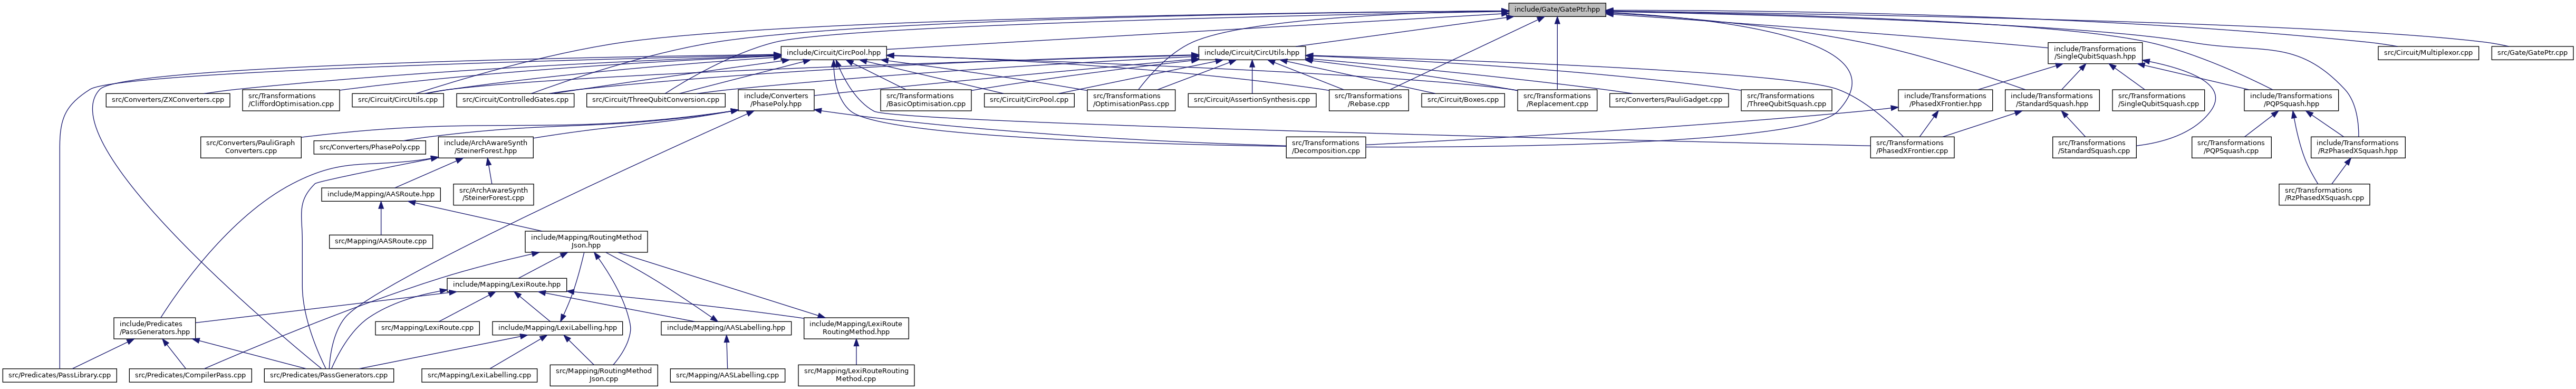 include/Gate/GatePtr.hpp
include/Circuit/CircPool.hpp
include/Circuit/CircUtils.hpp
include/Transformations
/SingleQubitSquash.hpp
src/Circuit/Multiplexor.cpp
src/Gate/GatePtr.cpp
src/Converters/ZXConverters.cpp
src/Transformations
/CliffordOptimisation.cpp
src/Circuit/CircUtils.cpp
src/Circuit/ControlledGates.cpp
src/Circuit/ThreeQubitConversion.cpp
include/Converters
/PhasePoly.hpp
src/Transformations
/BasicOptimisation.cpp
src/Circuit/CircPool.cpp
src/Transformations
/OptimisationPass.cpp
src/Circuit/AssertionSynthesis.cpp
src/Transformations
/Rebase.cpp
src/Circuit/Boxes.cpp
src/Transformations
/Replacement.cpp
src/Converters/PauliGadget.cpp
src/Transformations
/ThreeQubitSquash.cpp
include/Transformations
/PhasedXFrontier.hpp
include/Transformations
/StandardSquash.hpp
src/Transformations
/SingleQubitSquash.cpp
include/Transformations
/PQPSquash.hpp
src/Converters/PauliGraph
Converters.cpp
src/Converters/PhasePoly.cpp
include/ArchAwareSynth
/SteinerForest.hpp
src/Transformations
/Decomposition.cpp
src/Transformations
/PhasedXFrontier.cpp
src/Transformations
/StandardSquash.cpp
src/Transformations
/PQPSquash.cpp
include/Transformations
/RzPhasedXSquash.hpp
include/Mapping/AASRoute.hpp
src/ArchAwareSynth
/SteinerForest.cpp
src/Transformations
/RzPhasedXSquash.cpp
src/Mapping/AASRoute.cpp
include/Mapping/RoutingMethod
Json.hpp
include/Mapping/LexiRoute.hpp
include/Predicates
/PassGenerators.hpp
src/Mapping/LexiRoute.cpp
include/Mapping/LexiLabelling.hpp
include/Mapping/AASLabelling.hpp
include/Mapping/LexiRoute
RoutingMethod.hpp
src/Predicates/PassLibrary.cpp
src/Predicates/CompilerPass.cpp
src/Predicates/PassGenerators.cpp
src/Mapping/LexiLabelling.cpp
src/Mapping/RoutingMethod
Json.cpp
src/Mapping/AASLabelling.cpp
src/Mapping/LexiRouteRouting
Method.cpp